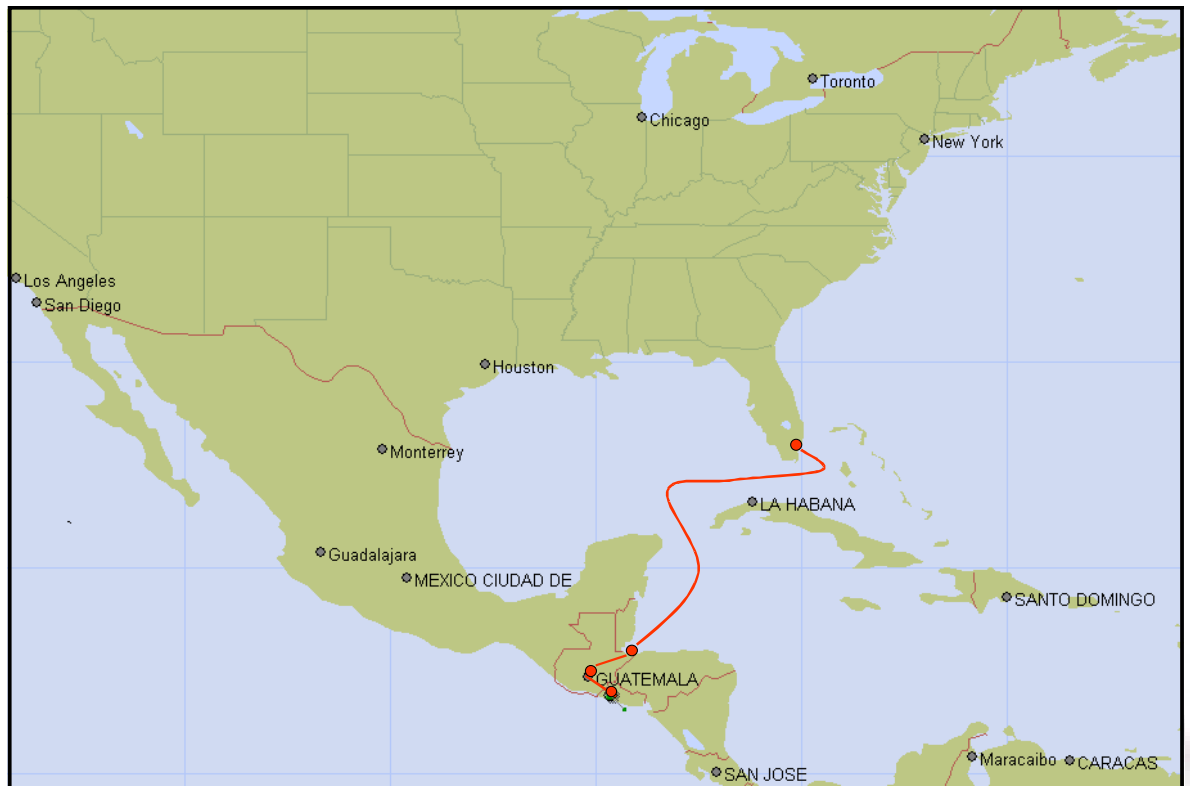 Toronto
Chicago
New York
Los Angeles
San Diego
Houston
Monterrey
LA HABANA
Guadalajara
MEXICO CIUDAD DE
SANTO DOMINGO
GUATEMALA
Maracaibo
CARACAS
SAN JOSE